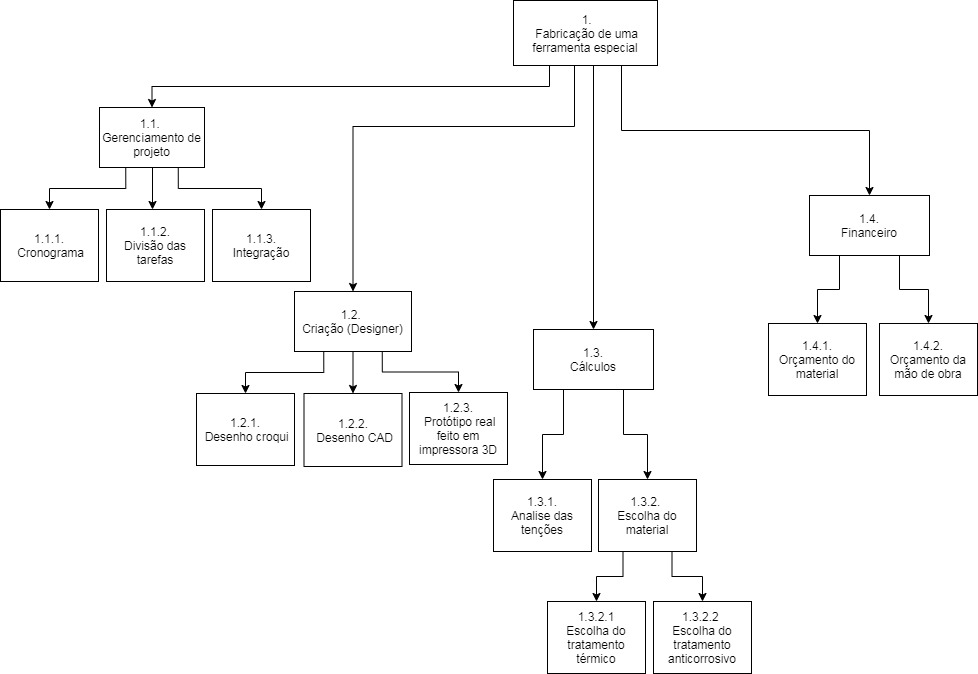 1.
Fabricação de uma
ferramenta especial
1.1.
Gerenciamento de
projeto
1.1.1.
Cronograma
1.1.2.
Divisão das
tarefas
1.1.3.
Integração
1.2.
Criação (Designer)
1.2.1.
Desenho croqui
1.2.2.
Desenho CAD
1.2.3.
Protótipo real
feito em
impressora 3D
1.3.
Cálculos
1.3.1.
Analise das
tenções
1.3.2.
Escolha do
material
1.3.2.1
Escolha do
tratamento
térmico
1.3.2.2
Escolha do
tratamento
anticorrosivo
1.4.
Financeiro
1.4.1.
Orçamento do
material
1.4.2.
Orçamento da
mão de obra